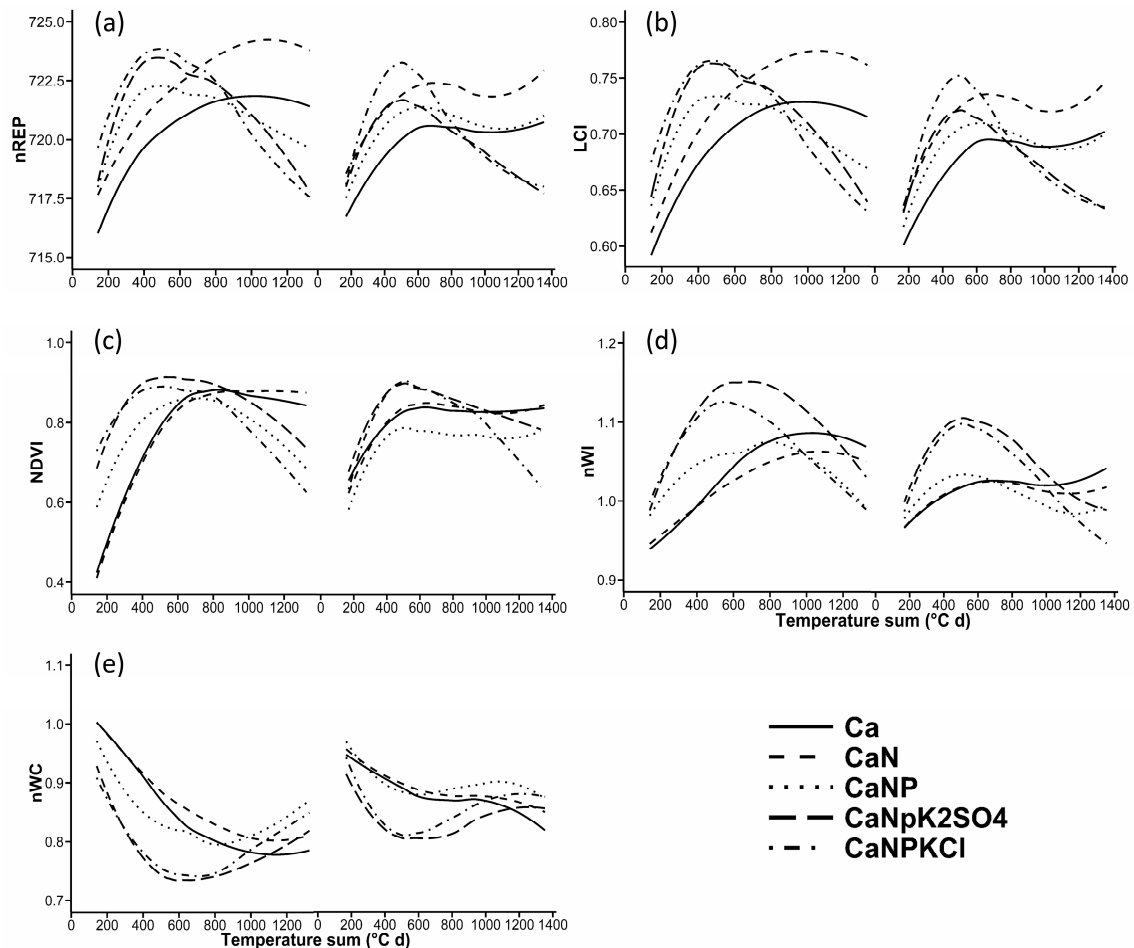 (a)
nREP
725.0
722.5
720.0
717.5
715.0
0 200 400 600 800 1000 1200 0 200 400 600 800 1000 1200 1400
(b)
LCI
0.80
0.75
0.70
0.65
0.60
0 200 400 600 800 1000 1200 0 200 400 600 800 1000 1200 1400
(c)
NDVI
1.0
0.8
0.6
0.4
0 200 400 600 800 1000 1200 0 200 400 600 800 1000 1200 1400
(d)
nWI
1.2
1.1
1.0
0.9
0 200 400 600 800 1000 1200 0 200 400 600 800 1000 1200 1400
Temperature sum (°C d)
(e)
nWC
1.1
1.0
0.9
0.8
0.7
0 200 400 600 800 1000 1200 0 200 400 600 800 1000 1200 1400
Temperature sum (°C d)
Ca
CaN
CaNP
CaNpK2SO4
CaNPKCl